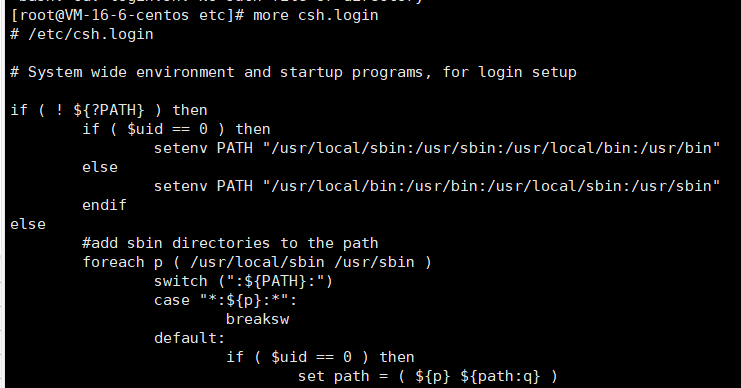 [root@VM-16-6-centos etc]# more csh.login
# /etc/csh.login
# System wide environment and startup programs, for login setup
if ( ! ${?PATH} ) then
        if ( $uid == 0 ) then
                setenv PATH "/usr/local/sbin:/usr/sbin:/usr/local/bin:/usr/bin"
        else
                setenv PATH "/usr/local/bin:/usr/bin:/usr/local/sbin:/usr/sbin"
        endif
else
        #add sbin directories to the path
        foreach p ( /usr/local/sbin /usr/sbin )
                switch (":${PATH}:")
                case "*:${p}:*":
                        breaksw
                default:
                        if ( $uid == 0 ) then
                                set path = ( ${p} ${path:q} )